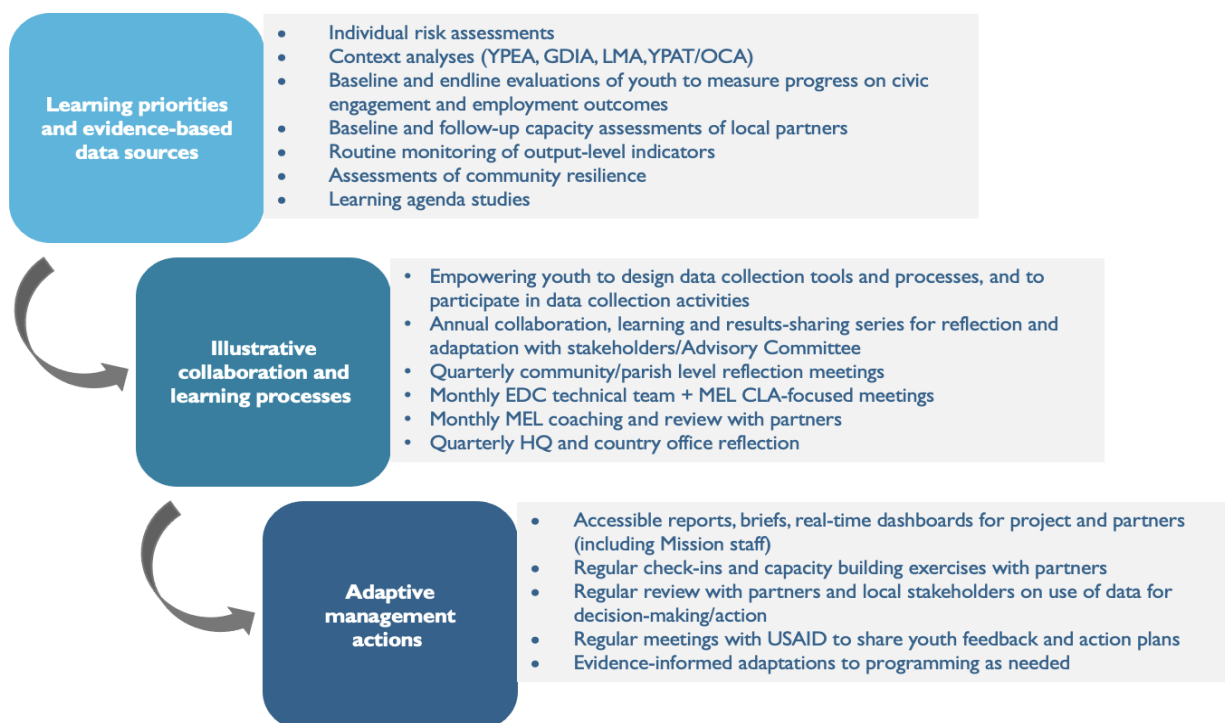 Learning priorities
and evidence-based
data sources
• Individual risk assessments
• Context analyses (YPEA, GDIA, LMA, YPAT/OCA)
• Baseline and endline evaluations of youth to measure progress on civic
engagement and employment outcomes
• Baseline and follow-up capacity assessments of local partners
• Routine monitoring of output-level indicators
• Assessments of community resilience
• Learning agenda studies
Illustrative
collaboration and
learning processes
• Empowering youth to design data collection tools and processes, and to
participate in data collection activities
• Annual collaboration, learning and results-sharing series for reflection and
adaptation with stakeholders/Advisory Committee
• Quarterly community/parish level reflection meetings
• Monthly EDC technical team + MEL CLA-focused meetings
• Monthly MEL coaching and review with partners
• Quarterly HQ and country office reflection
Adaptive
management
actions
• Accessible reports, briefs, real-time dashboards for project and partners
(including Mission staff)
• Regular check-ins and capacity building exercises with partners
• Regular review with partners and local stakeholders on use of data for
decision-making/action
• Regular meetings with USAID to share youth feedback and action plans
• Evidence-informed adaptations to programming as needed